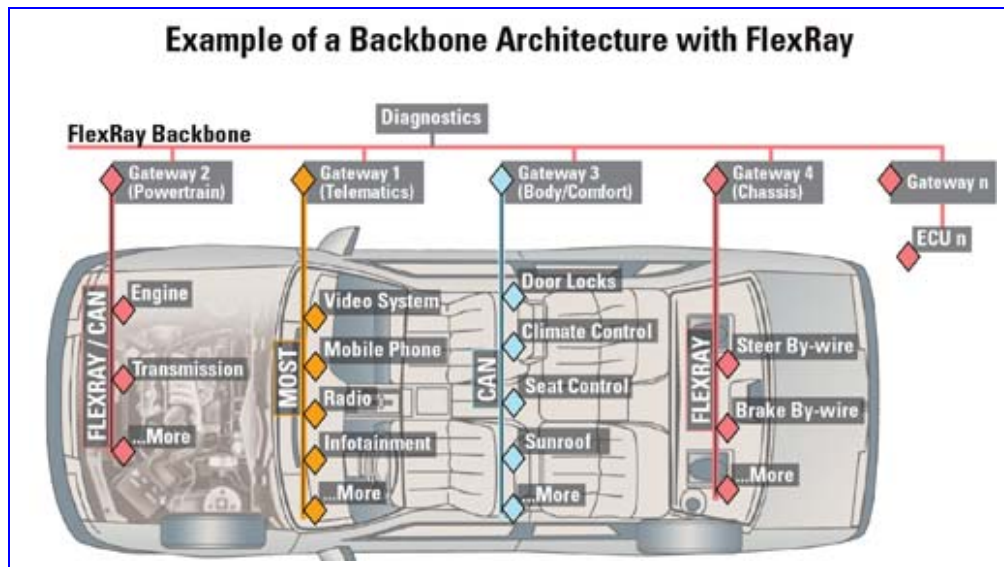 Example of a Backbone Architecture with FlexRay
Diagnostics
FlexRay Backbone
Gateway 2
(Powertrain)
Gateway 1
(Telematics)
Gateway 3
(Body/Comfort)
Gateway 4
(Chassis)
Gateway n
ECU n
FLEXRAY / CAN
Engine
Transmission
...More
MOST
Video System
Mobile Phone
Radio
Infotainment
...More
CAN
Door Locks
Climate Control
Seat Control
Sunroof
...More
FLEXRAY
Steer By-wire
Brake By-wire
...More